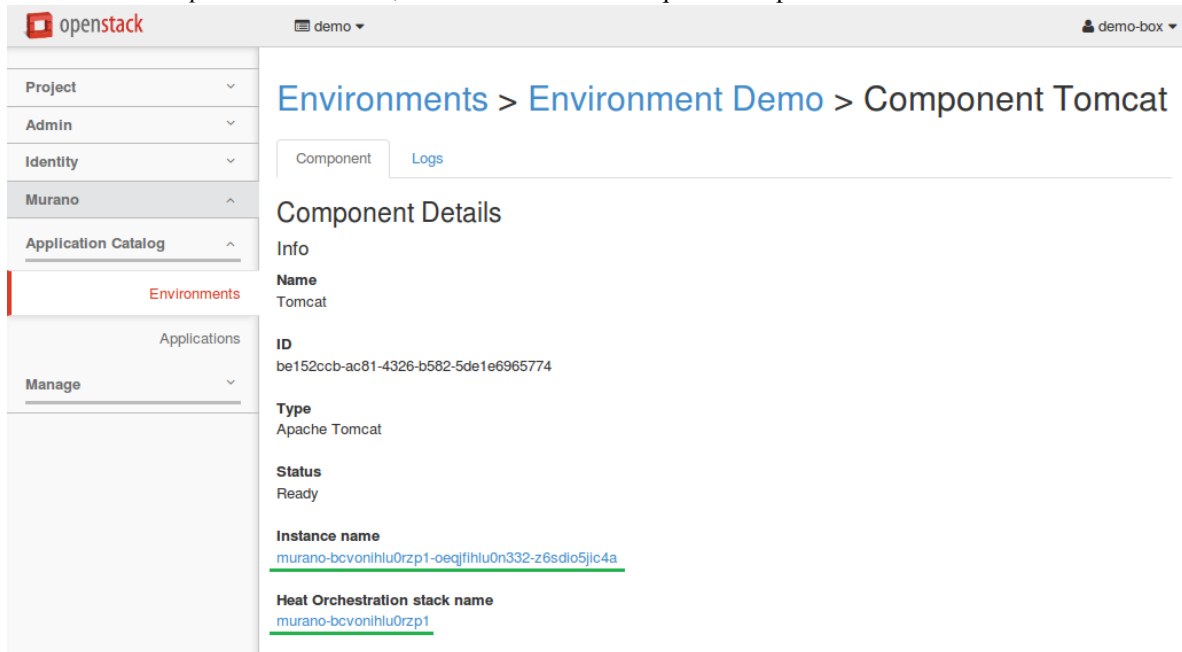 openstack
demo
demo-box
Project
Admin
Identity
Murano
Application Catalog
Environments
Applications
Manage
Environments > Environment Demo > Component Tomcat
Component Logs
Component Details
Info
Name
Tomcat
ID
be152ccb-ac81-4326-b582-5de1e6965774
Type
Apache Tomcat
Status
Ready
Instance name
murano-bcvonihlu0rzp1-oeqjfihlu0n332-z6sdio5jic4a
Heat Orchestration stack name
murano-bcvonihlu0rzp1